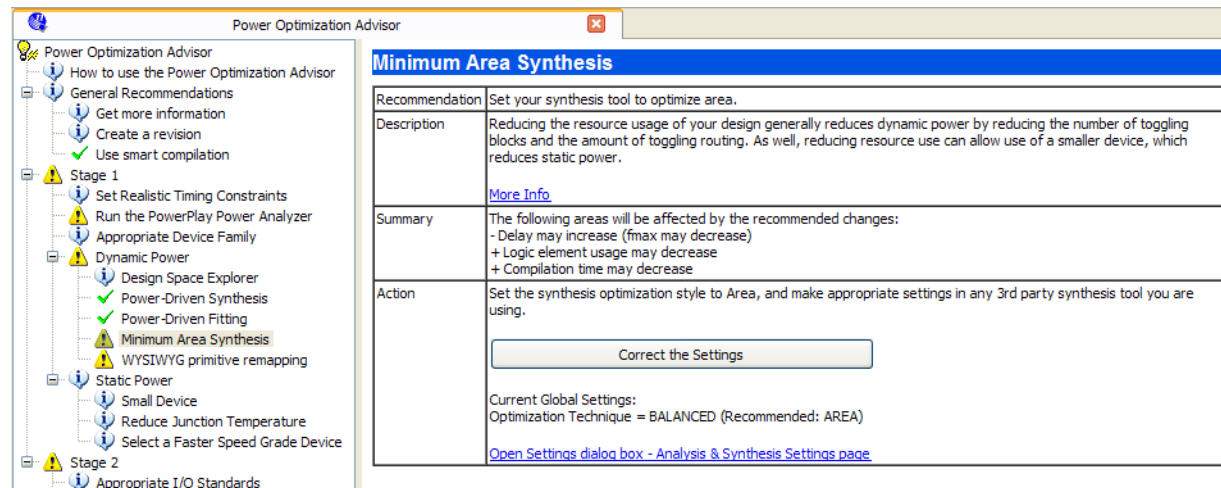 Power Optimization Advisor
Power Optimization Advisor
How to use the Power Optimization Advisor
General Recommendations
Get more information
Create a revision
Use smart compilation
Stage 1
Set Realistic Timing Constraints
Run the PowerPlay Power Analyzer
Appropriate Device Family
Dynamic Power
Design Space Explorer
Power-Driven Synthesis
Power-Driven Fitting
Minimum Area Synthesis
WYSIWYG primitive remapping
Static Power
Small Device
Reduce Junction Temperature
Select a Faster Speed Grade Device
Stage 2
Appropriate I/O Standards
Minimum Area Synthesis
Recommendation Set your synthesis tool to optimize area.
Description Reducing the resource usage of your design generally reduces dynamic power by reducing the number of toggling
blocks and the amount of toggling routing. As well, reducing resource use can allow use of a smaller device, which
reduces static power.
More Info
Summary The following areas will be affected by the recommended changes:
- Delay may increase (fmax may decrease)
+ Logic element usage may decrease
+ Compilation time may decrease
Action Set the synthesis optimization style to Area, and make appropriate settings in any 3rd party synthesis tool you are
using.
Correct the Settings
Current Global Settings:
Optimization Technique = BALANCED (Recommended: AREA)
Open Settings dialog box - Analysis & Synthesis Settings page